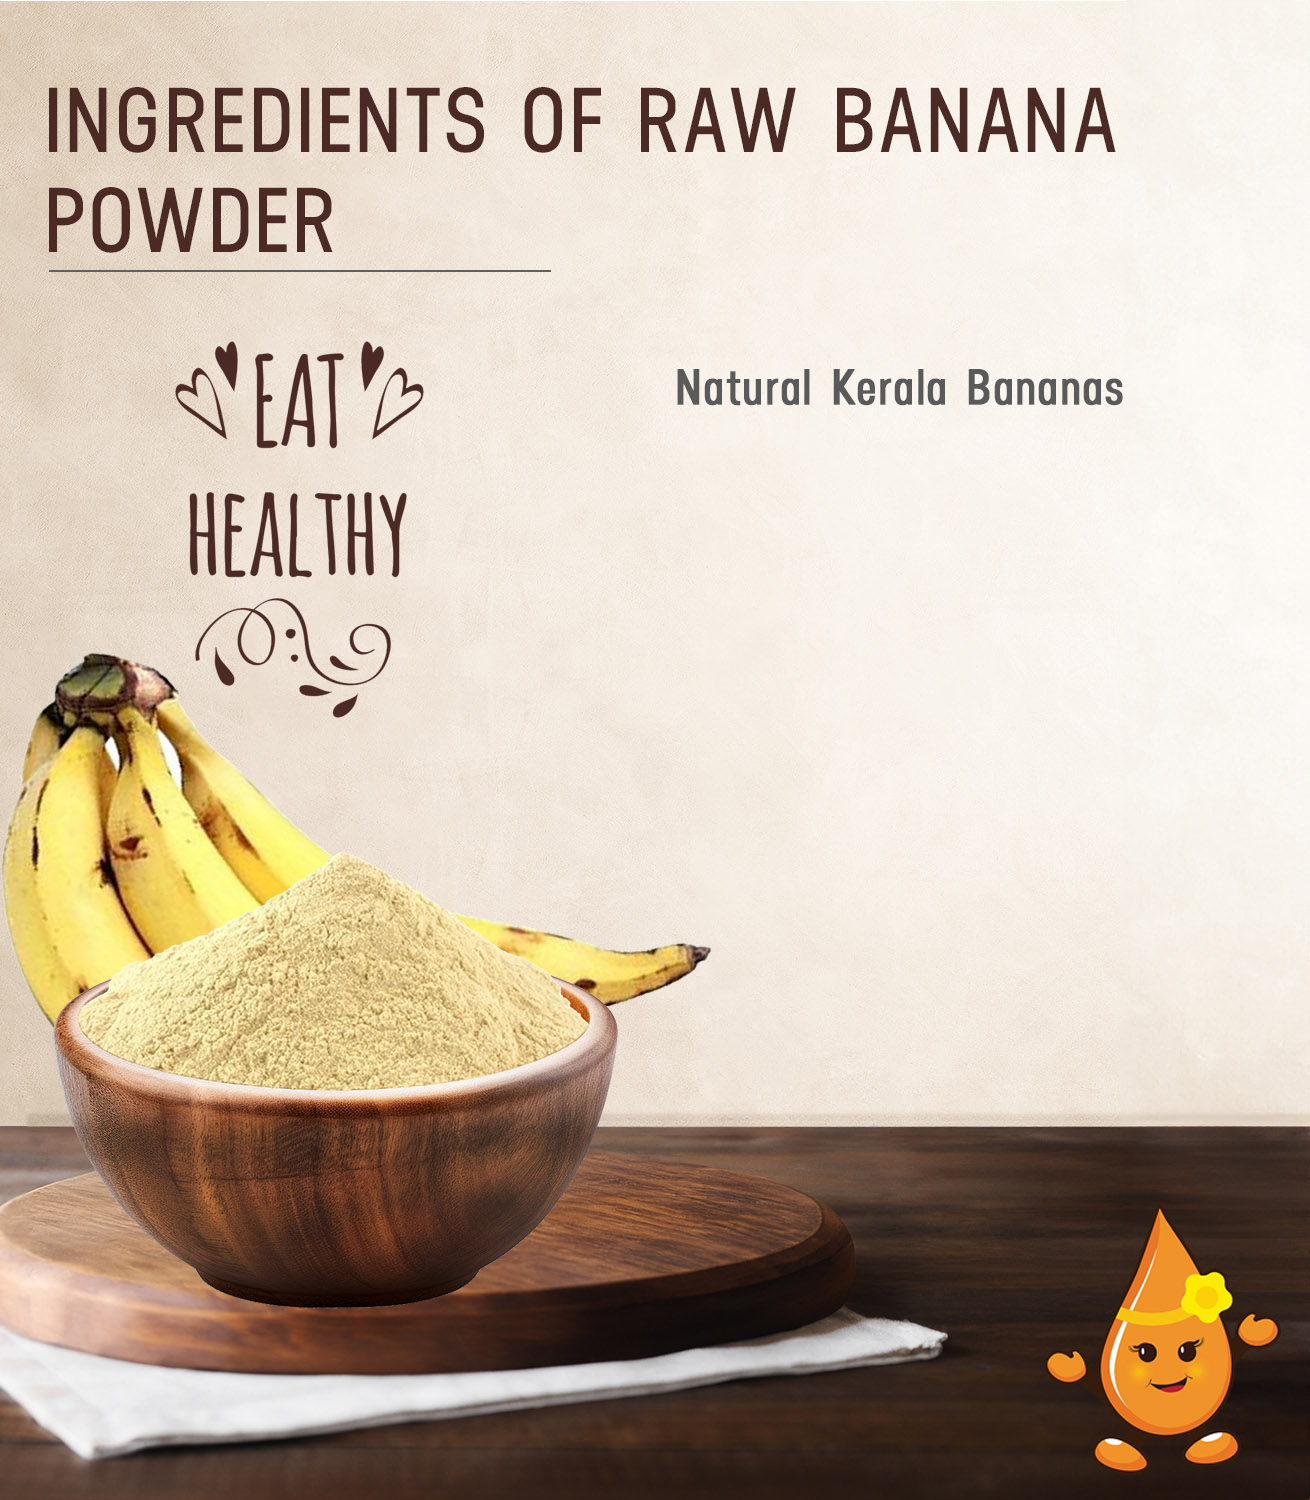 INGREDIENTS OF RAW BANANA
POWDER
EAT
HEALTHY
Natural Kerala Bananas